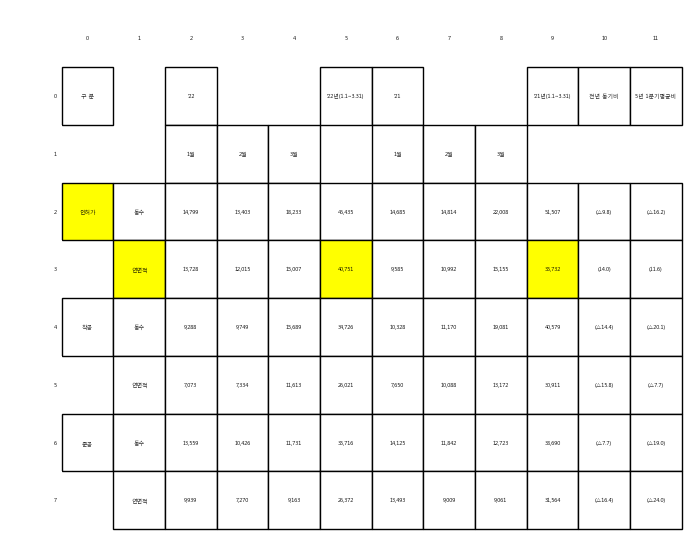 0 1 2 3 4 5 6 7 8 9 10 11
0 구 분 '22 '22년(1.1~3.31) '21 '21년(1.1~3.31) 전년 동기비 5년 1분기평균비
1 1월 2월 3월 1월 2월 3월
2 인허가 동수 14,799 13,403 18,233 46,435 14,685 14,814 22,008 51,507 (△9.8) (△16.2)
3 연면적 13,728 12,015 15,007 40,751 9,585 10,992 15,155 35,732 (14.0) (11.6)
4 착공 동수 9,288 9,749 15,689 34,726 10,328 11,170 19,081 40,579 (△14.4) (△20.1)
5 연면적 7,073 7,334 11,613 26,021 7,650 10,088 13,172 30,911 (△15.8) (△7.7)
6 준공 동수 13,559 10,426 11,731 35,716 14,125 11,842 12,723 38,690 (△7.7) (△19.0)
7 연면적 9,939 7,270 9,163 26,372 13,493 9,009 9,061 31,564 (△16.4) (△24.0)